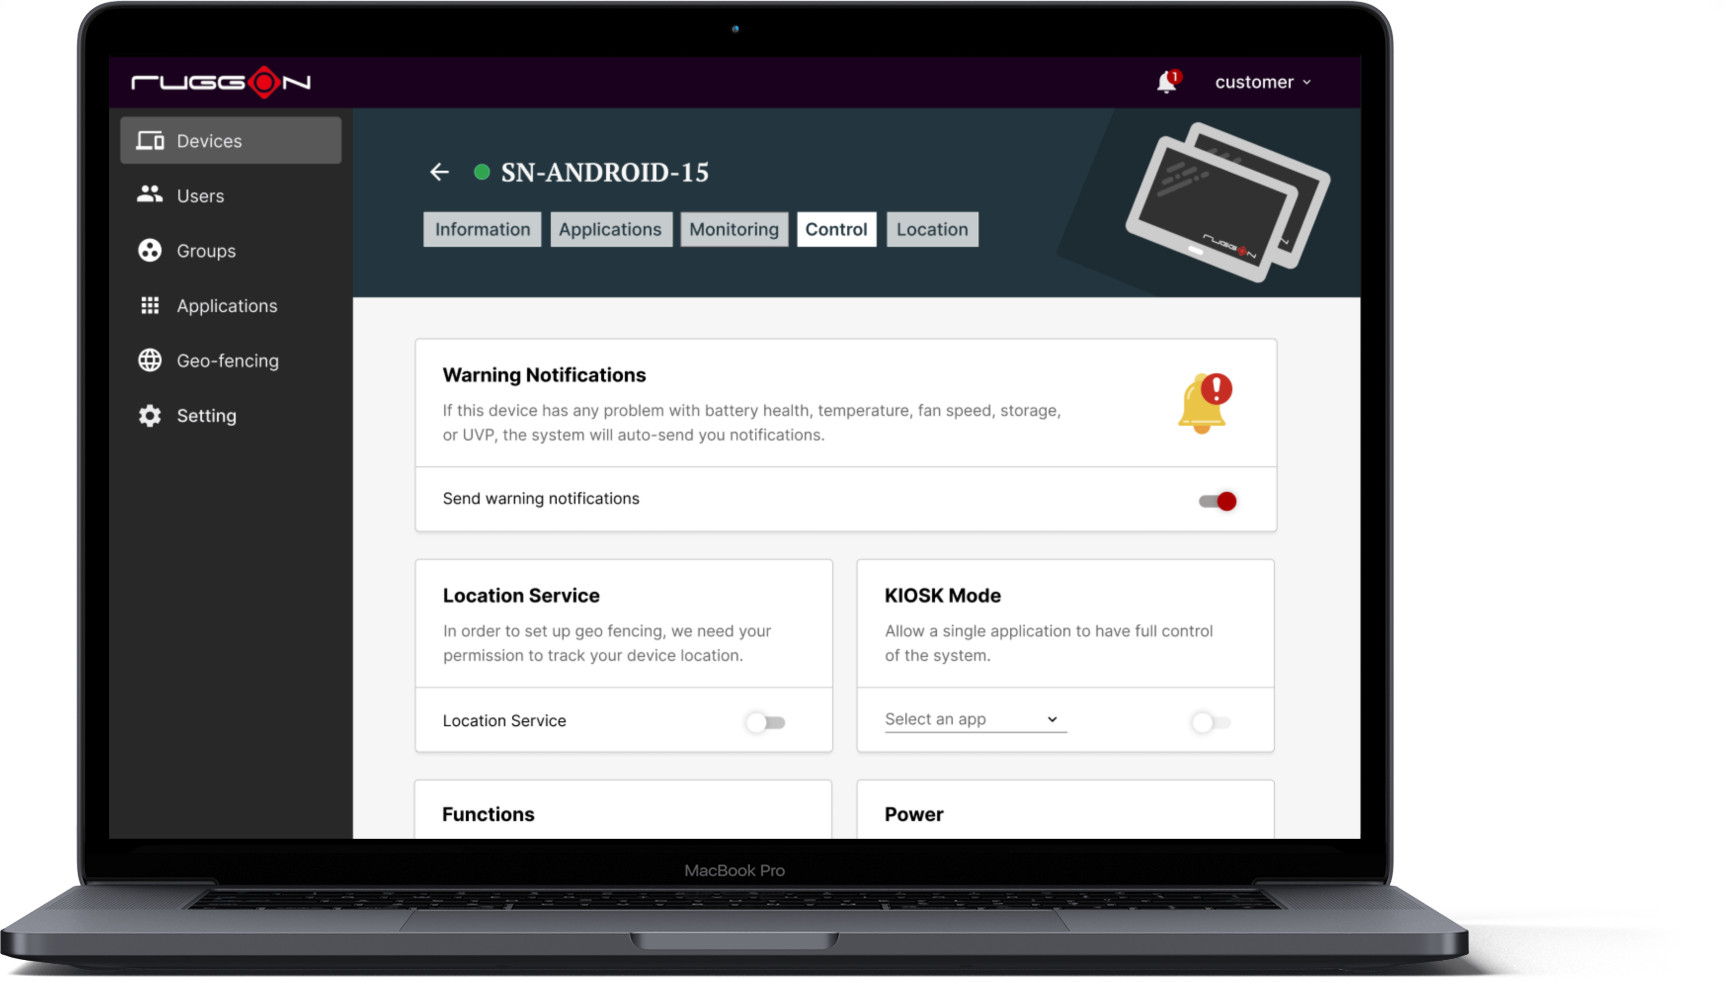 RUGGON
1
customer
Devices
Users
Groups
Applications
Geo-fencing
Setting
SN-ANDROID-15
Information
Applications
Monitoring
Control
Location
RUGGON
Warning Notifications
If this device has any problem with battery health, temperature, fan speed, storage,
or UVP, the system will auto-send you notifications.
Send warning notifications
Location Service
In order to set up geo fencing, we need your
permission to track your device location.
Location Service
KIOSK Mode
Allow a single application to have full control
of the system.
Select an app
Functions
Power
MacBook Pro